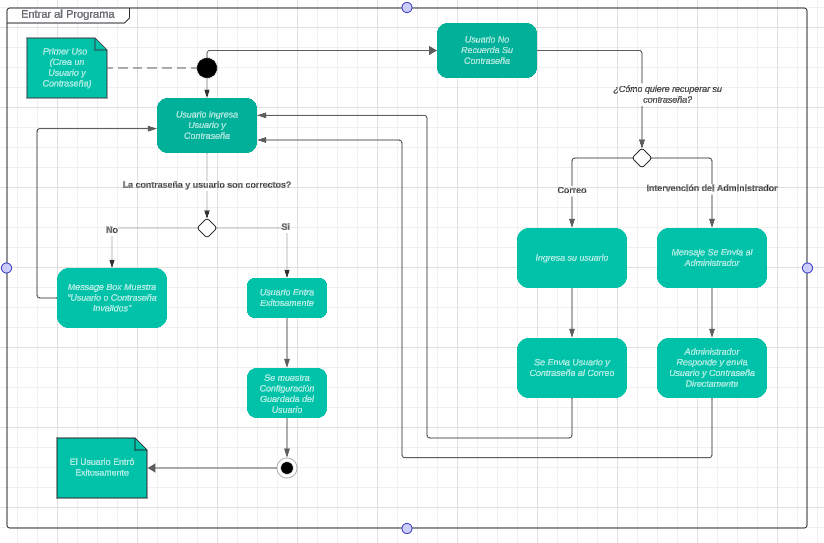 Entrar al Programa
Primer Uso
(Crea un
Usuario y
Contraseña)
Usuario No
Recuerda Su
Contraseña
¿Cómo quiere recuperar su
contraseña?
Usuario ingresa
Usuario y
Contraseña
La contraseña y usuario son correctos?
Correo
Intervención del Administrador
No
Si
Ingresa su usuario
Mensaje Se Envia al
Administrador
Message Box Muestra
"Usuario o Contraseña
Invalidos"
Usuario Entra
Exitosamente
Se Envia Usuario y
Contraseña al Correo
Administrador
Responde y envia
Usuario y Contraseña
Directamente
Se muestra
Configuración
Guardada del
Usuario
El Usuario Entró
Exitosamente